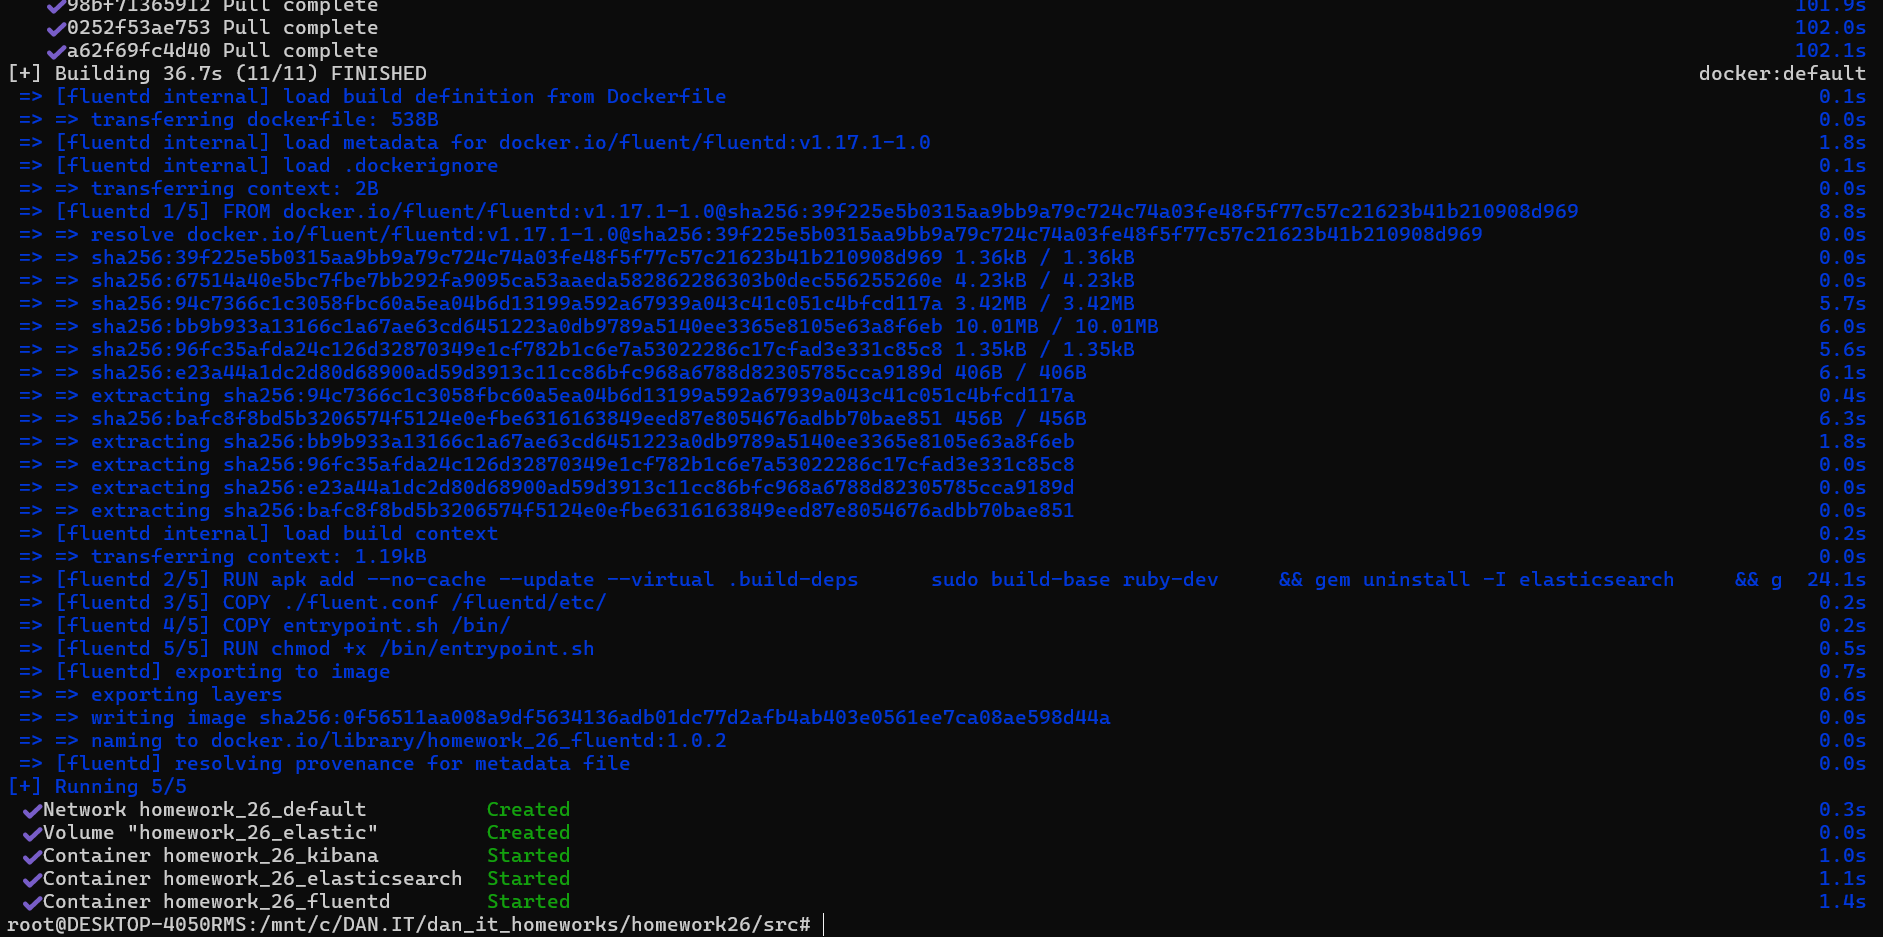 98bf71365912 Pull complete 101.9s
0252f53ae753 Pull complete 102.0s
a62f69fc4d40 Pull complete 102.1s
[+] Building 36.7s (11/11) FINISHED docker:default
=> [fluentd internal] load build definition from Dockerfile 0.1s
=> => transferring dockerfile: 538B 0.0s
=> [fluentd internal] load metadata for docker.io/fluent/fluentd:v1.17.1-1.0 1.8s
=> [fluentd internal] load .dockerignore 0.1s
=> => transferring context: 2B 0.0s
=> [fluentd 1/5] FROM docker.io/fluent/fluentd:v1.17.1-1.0@sha256:39f225e5b0315aa9bb9a79c724c74a03fe48f5f77c57c21623b41b210908d969 8.8s
=> => resolve docker.io/fluent/fluentd:v1.17.1-1.0@sha256:39f225e5b0315aa9bb9a79c724c74a03fe48f5f77c57c21623b41b210908d969 0.0s
=> => sha256:39f225e5b0315aa9bb9a79c724c74a03fe48f5f77c57c21623b41b210908d969 1.36kB / 1.36kB 0.0s
=> => sha256:67514a40e5bc7fbe7bb292fa9095ca53aaeda582862286303b0dec556255260e 4.23kB / 4.23kB 0.0s
=> => sha256:94c7366c1c3058fbc60a5ea04b6d13199a592a67939a043c41c051c4bfcd117a 3.42MB / 3.42MB 5.7s
=> => sha256:bb9b933a13166c1a67ae63cd6451223a0db9789a5140ee3365e8105e63a8f6eb 10.01MB / 10.01MB 6.0s
=> => sha256:96fc35afda24c126d32870349e1cf782b1c6e7a53022286c17cfad3e331c85c8 1.35kB / 1.35kB 5.6s
=> => sha256:e23a44a1dc2d80d68900ad59d3913c11cc86bfc968a6788d82305785cca9189d 406B / 406B 6.1s
=> => extracting sha256:94c7366c1c3058fbc60a5ea04b6d13199a592a67939a043c41c051c4bfcd117a 0.4s
=> => sha256:bafc8f8bd5b3206574f5124e0efbe6316163849eed87e8054676adbb70bae851 456B / 456B 6.3s
=> => extracting sha256:bb9b933a13166c1a67ae63cd6451223a0db9789a5140ee3365e8105e63a8f6eb 1.8s
=> => extracting sha256:96fc35afda24c126d32870349e1cf782b1c6e7a53022286c17cfad3e331c85c8 0.0s
=> => extracting sha256:e23a44a1dc2d80d68900ad59d3913c11cc86bfc968a6788d82305785cca9189d 0.0s
=> => extracting sha256:bafc8f8bd5b3206574f5124e0efbe6316163849eed87e8054676adbb70bae851 0.0s
=> [fluentd internal] load build context 0.2s
=> => transferring context: 1.19kB 0.0s
=> [fluentd 2/5] RUN apk add --no-cache --update --virtual .build-deps sudo build-base ruby-dev && gem uninstall -I elasticsearch && g 24.1s
=> [fluentd 3/5] COPY ./fluent.conf /fluentd/etc/ 0.2s
=> [fluentd 4/5] COPY entrypoint.sh /bin/ 0.2s
=> [fluentd 5/5] RUN chmod +x /bin/entrypoint.sh 0.5s
=> [fluentd] exporting to image 0.7s
=> => exporting layers 0.6s
=> => writing image sha256:0f56511aa008a9df5634136adb01dc77d2afb4ab403e0561ee7ca08ae598d44a 0.0s
=> => naming to docker.io/library/homework_26_fluentd:1.0.2 0.0s
=> [fluentd] resolving provenance for metadata file 0.0s
[+] Running 5/5
✔Network homework_26_default Created 0.3s
✔Volume "homework_26_elastic" Created 0.0s
✔Container homework_26_kibana Started 1.0s
✔Container homework_26_elasticsearch Started 1.1s
✔Container homework_26_fluentd Started 1.4s
root@DESKTOP-4050RMS:/mnt/c/DAN.IT/dan_it_homeworks/homework26/src#